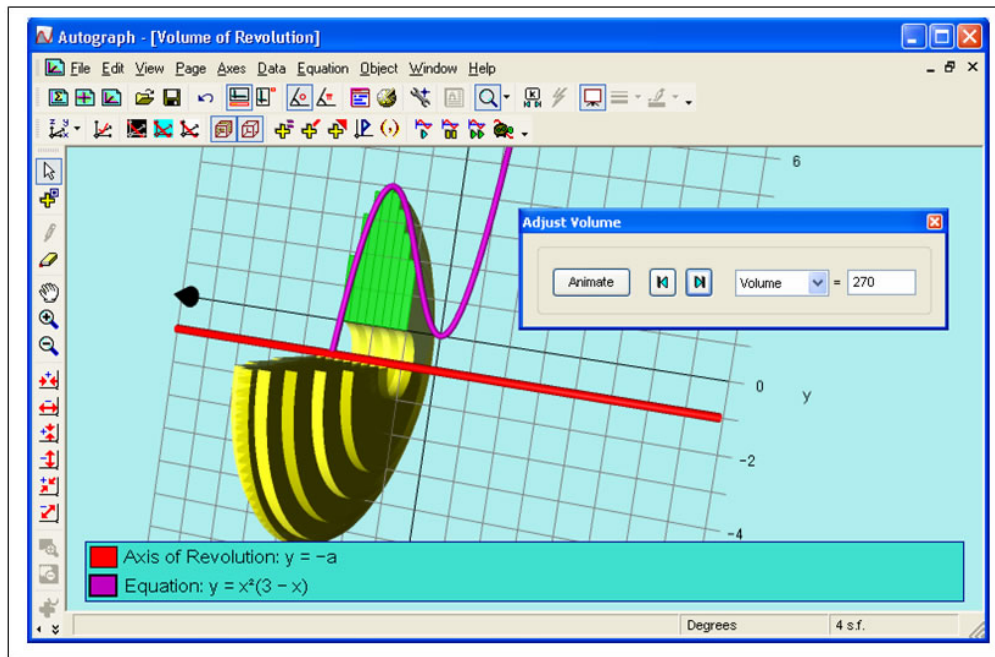 Autograph - [Volume of Revolution]
File Edit View Page Axes Data Equation Object Window Help
6
Adjust Volume
Animate Volume = 270
0
y
-2
-4
Axis of Revolution: y = -a
Equation: y = x²(3 - x)
Degrees 4 s.f.